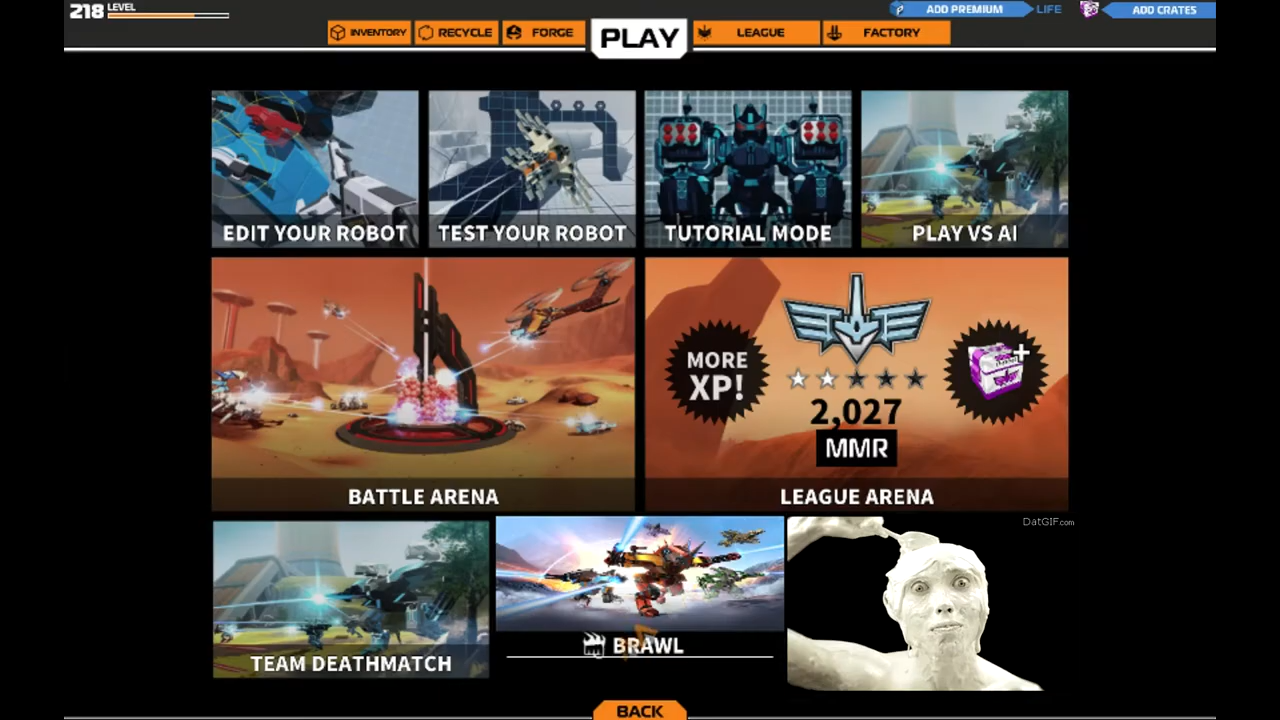 218 LEVEL
ADD PREMIUM
LIFE
ADD CRATES
INVENTORY
RECYCLE
FORGE
PLAY
LEAGUE
FACTORY
EDIT YOUR ROBOT
TEST YOUR ROBOT
TUTORIAL MODE
PLAY VS AI
MORE
XP!
2,027
MMR
BATTLE ARENA
LEAGUE ARENA
DatGIF.com
BRAWL
TEAM DEATHMATCH
BACK